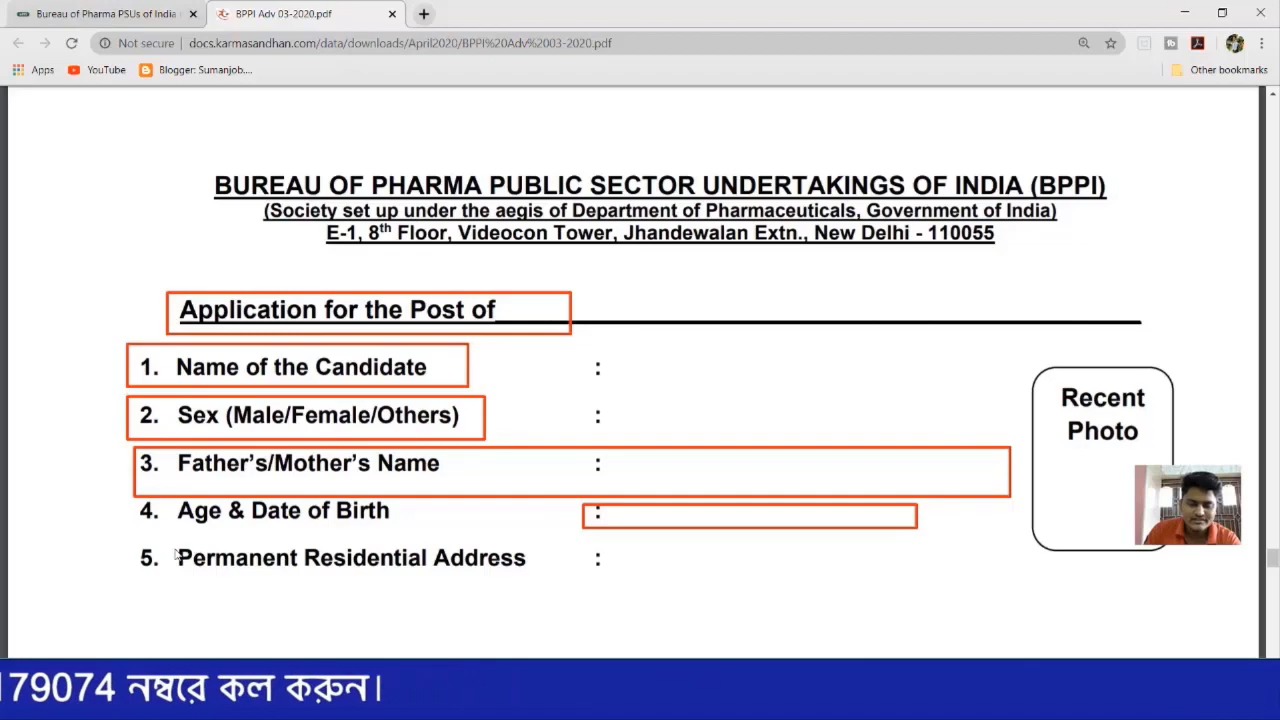 Bureau of Pharma PSUs of India
BPPI Adv 03-2020.pdf
Not secure
docs.karmasandhan.com/data/downloads/April2020/BPPI%20Adv%2003-2020.pdf
Apps
YouTube
Blogger: Sumanjob....
Other bookmarks
BUREAU OF PHARMA PUBLIC SECTOR UNDERTAKINGS OF INDIA (BPPI)
(Society set up under the aegis of Department of Pharmaceuticals, Government of India)
E-1, 8th Floor, Videocon Tower, Jhandewalan Extn., New Delhi - 110055
Application for the Post of
1. Name of the Candidate :
2. Sex (Male/Female/Others) :
3. Father's/Mother's Name :
4. Age & Date of Birth :
5. Permanent Residential Address :
Recent
Photo
179074 নম্বরে কল করুন।